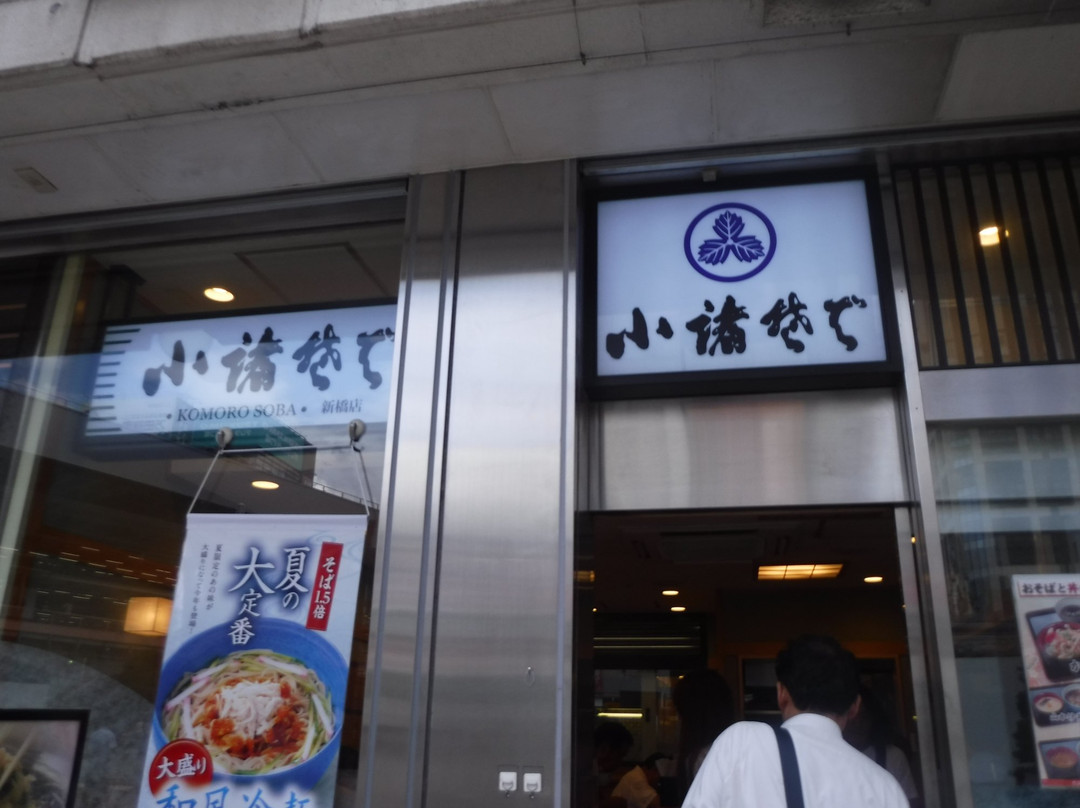 小諸そば
KOMORO SOBA
新橋店
小諸そば
そば1.5倍
夏の
大定番
大盛り
和風冷麺
おそばと丼